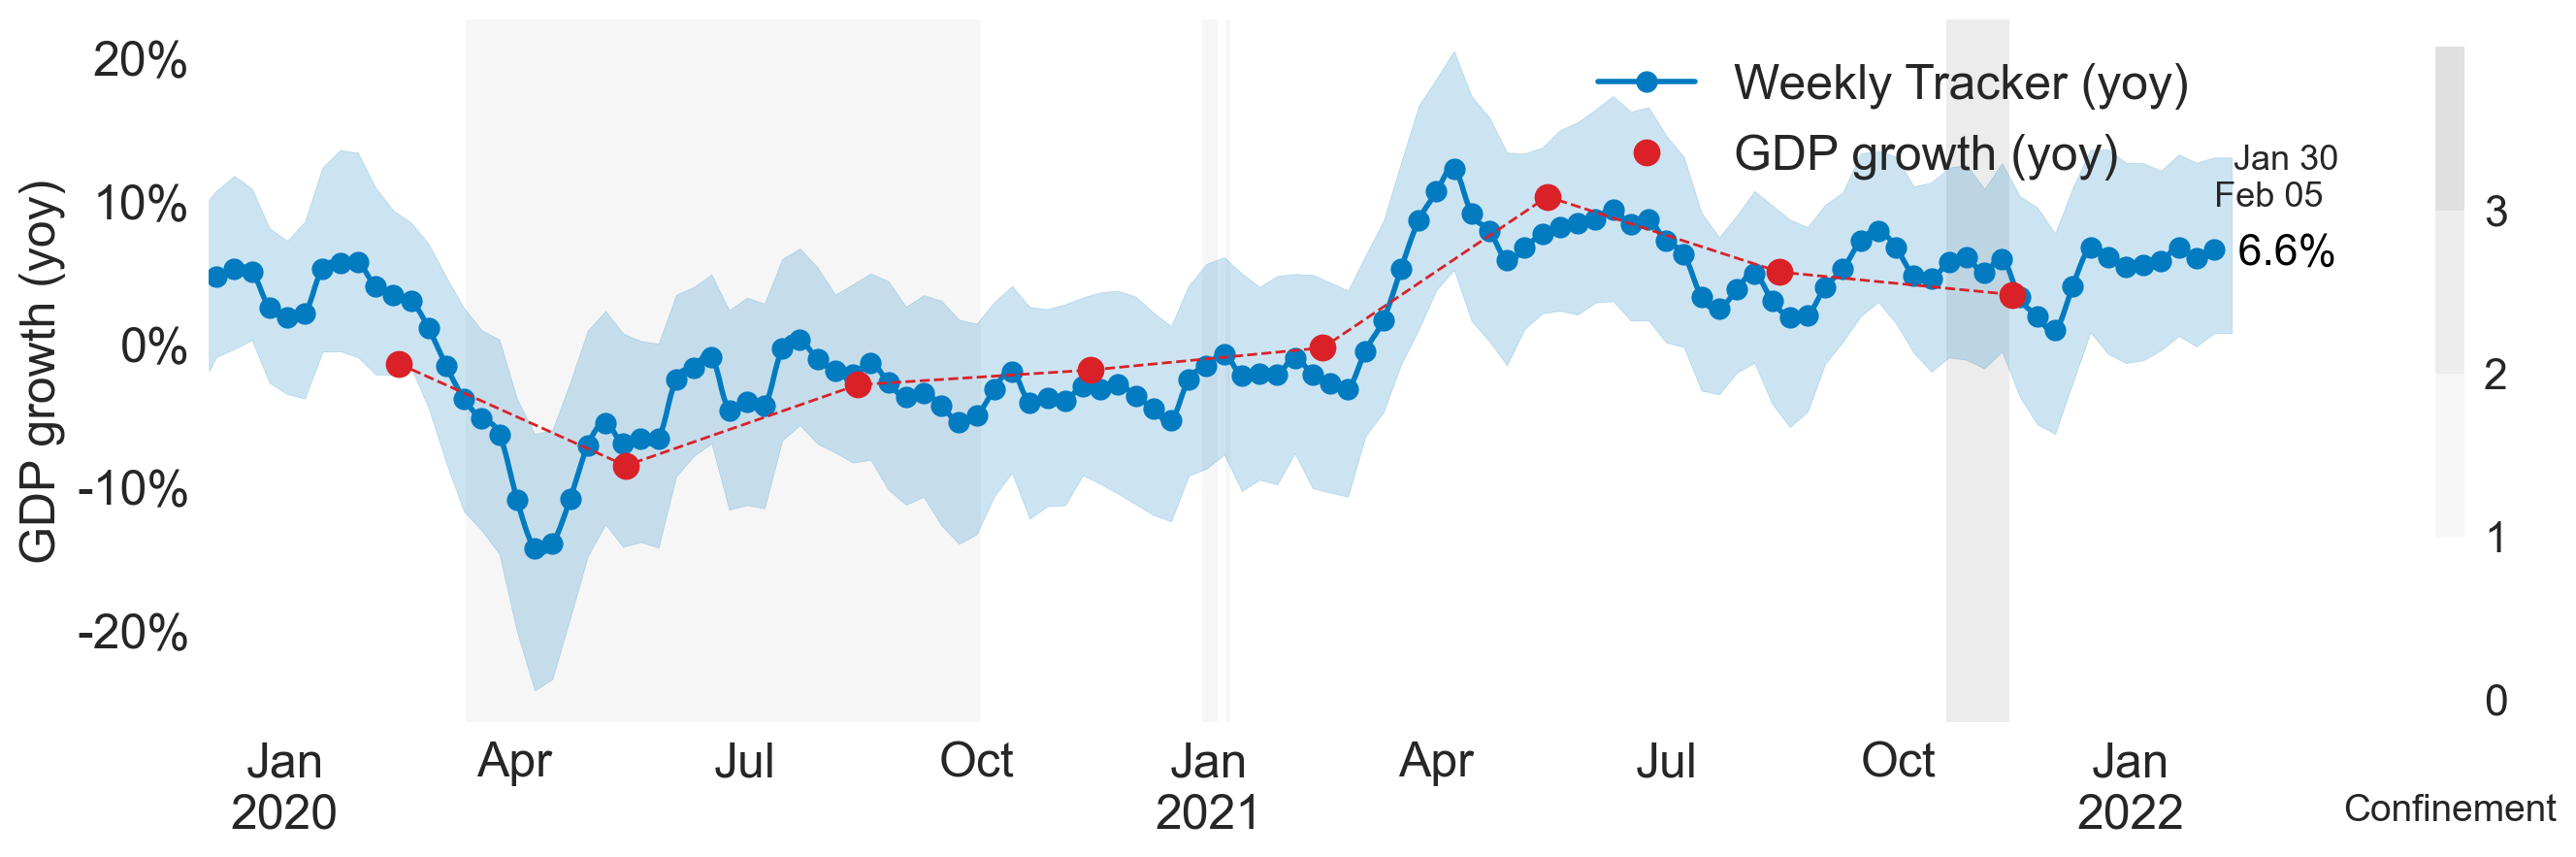 20%
10%
0%
-10%
-20%
GDP growth (yoy)
Weekly Tracker (yoy)
GDP growth (yoy)
Jan 30
Feb 05
6.6%
3
2
1
0
Jan Apr Jul Oct Jan Apr Jul Oct Jan
2020 2021 2022
Confinement